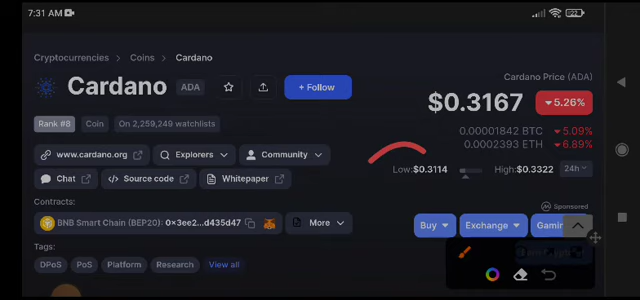 7:31 AM
22
Cryptocurrencies > Coins > Cardano
Cardano Price (ADA)
Cardano ADA + Follow
$0.3167 5.26%
Rank #8 Coin On 2,259,249 watchlists
0.00001842 BTC 5.09%
0.0002393 ETH 6.89%
www.cardano.org Explorers Community
Low:$0.3114 High:$0.3322 24h
Chat Source code Whitepaper
Contracts:
Sponsored
BNB Smart Chain (BEP20): 0x3ee2...d435d47 More
Buy Exchange Gamin
Tags:
DPoS PoS Platform Research View all